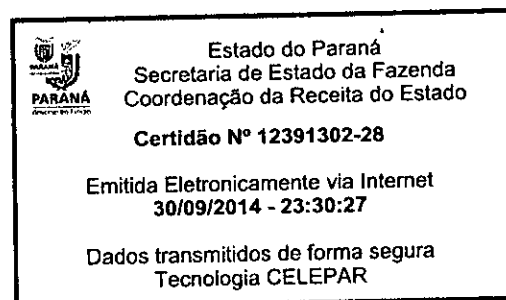 Estado do Paraná
Secretaria de Estado da Fazenda
PARANÁ
Coordenação da Receita do Estado
Certidão Nº 12391302-28
Emitida Eletronicamente via Internet
30/09/2014 - 23:30:27
Dados transmitidos de forma segura
Tecnologia CELEPAR